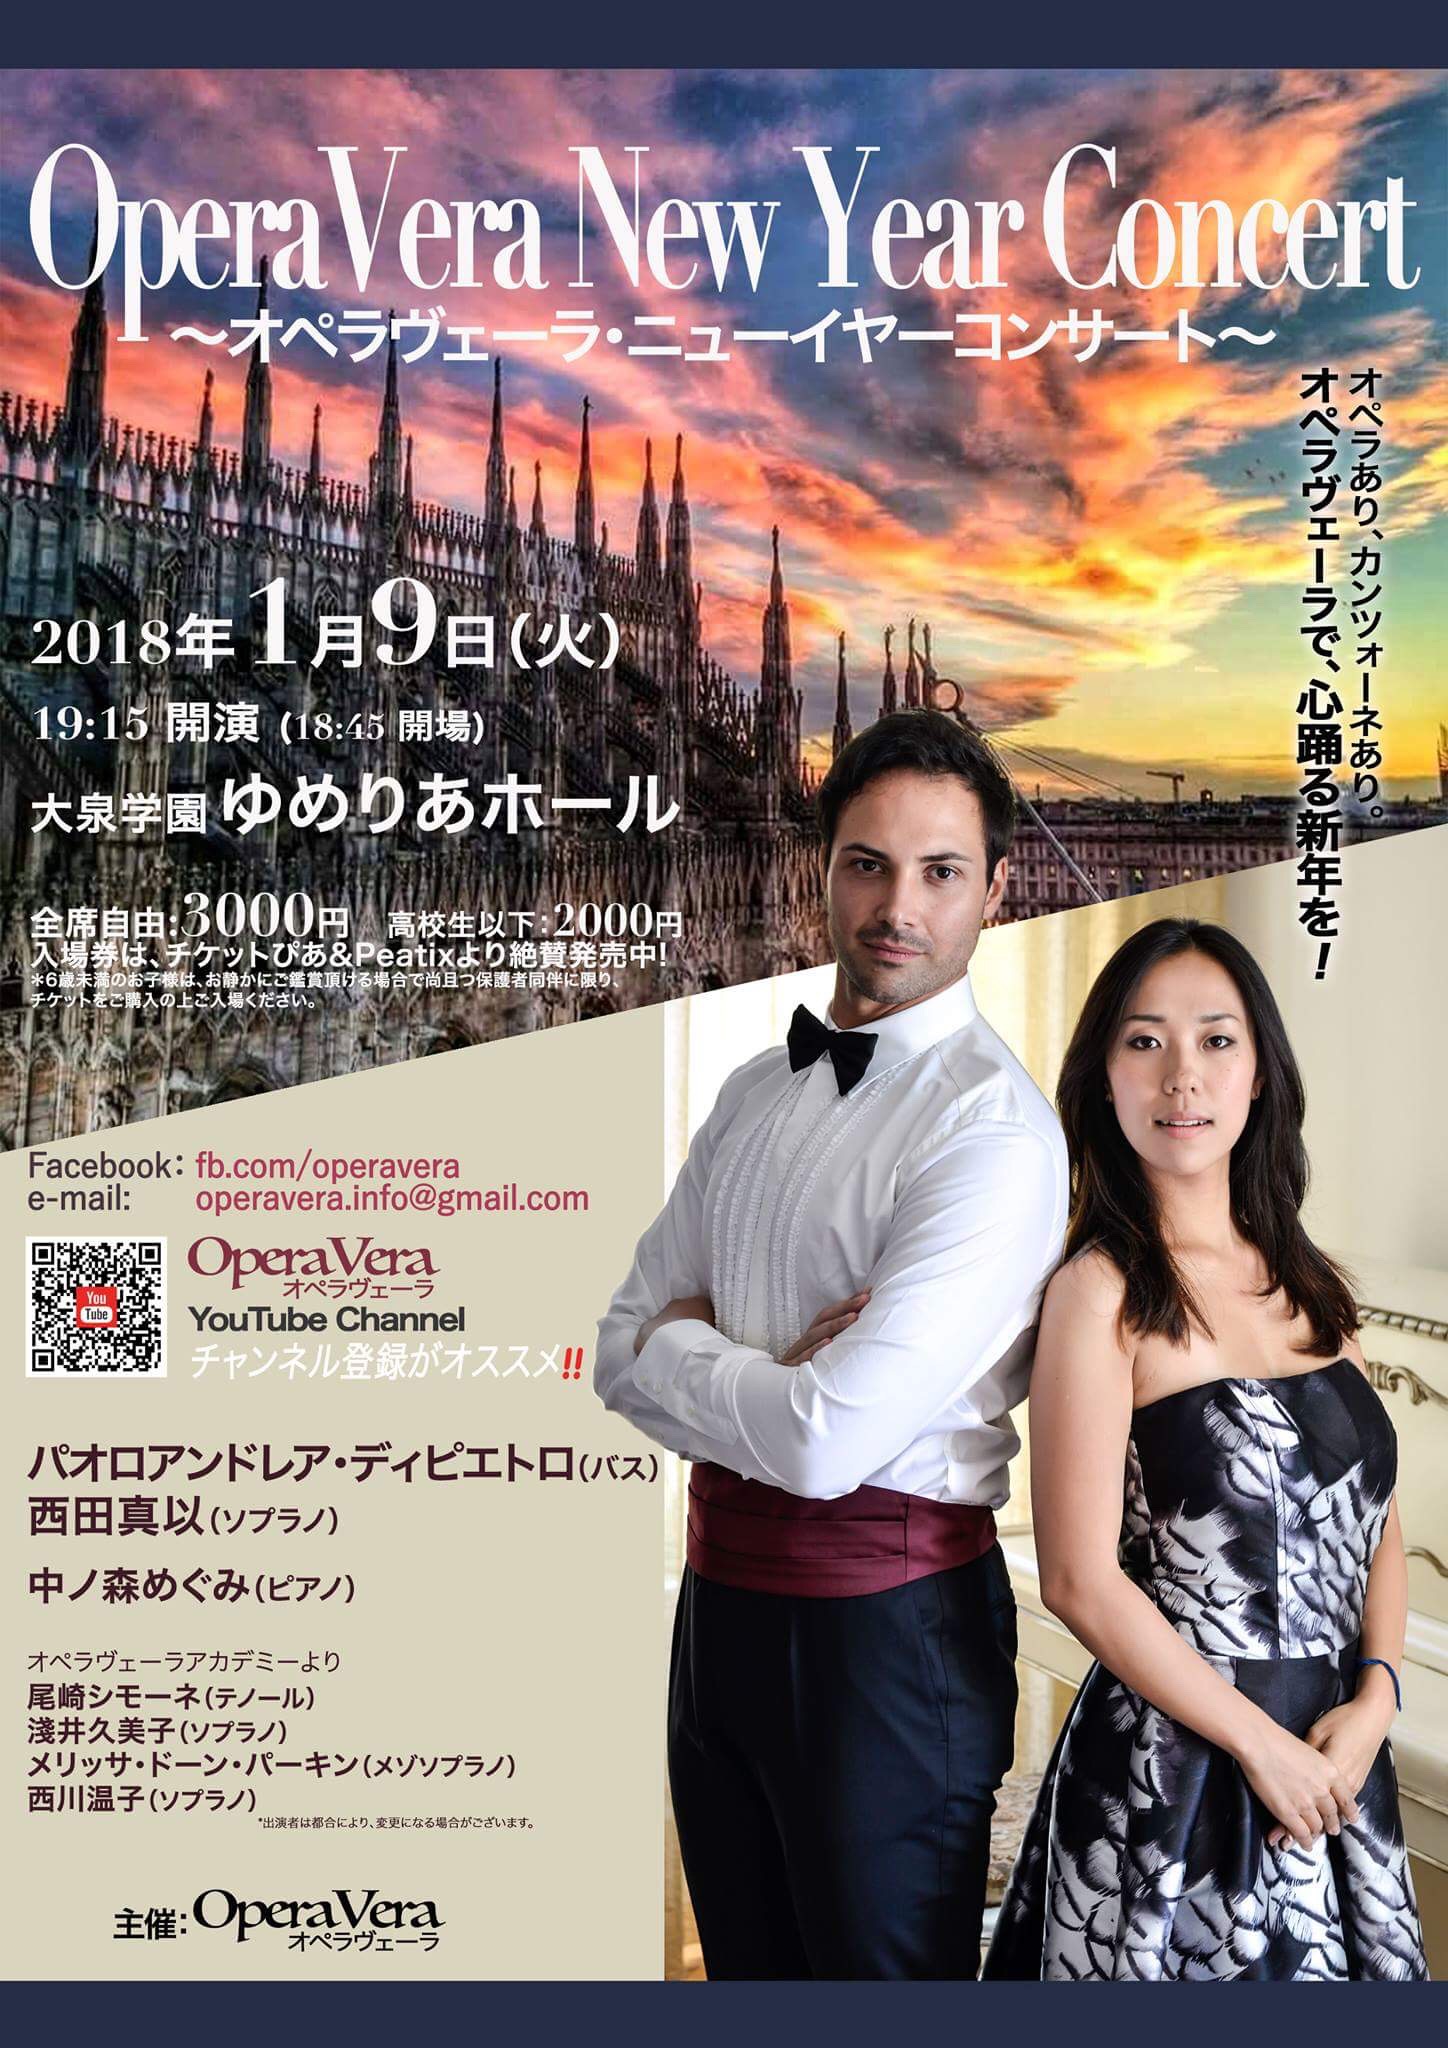 OperaVera New Year Concert
～オペラヴェーラ・ニューイヤーコンサート～
オペラあり、カンツォーネあり。
オペラヴェーラで、心踊る新年を！
2018年1月9日（火）
19:15 開演 (18:45 開場)
大泉学園 ゆめりあホール
全席自由:3000円 高校生以下:2000円
入場券は、チケットぴあ&Peatixより絶賛発売中!
＊6歳未満のお子様は、お静かにご鑑賞頂ける場合で尚且つ保護者同伴に限り、
チケットをご購入の上ご入場ください。
Facebook: fb.com/operavera
e-mail: operavera.info@gmail.com
You
Tube
OperaVera
オペラヴェーラ
YouTube Channel
チャンネル登録がオススメ!!
パオロアンドレア・ディピエトロ(バス)
西田真以(ソプラノ)
中ノ森めぐみ(ピアノ)
オペラヴェーラアカデミーより
尾崎シモーネ(テノール)
淺井久美子(ソプラノ)
メリッサ・ドーン・パーキン(メゾソプラノ)
西川温子(ソプラノ)
*出演者は都合により、変更になる場合がございます。
主催: OperaVera
オペラヴェーラ